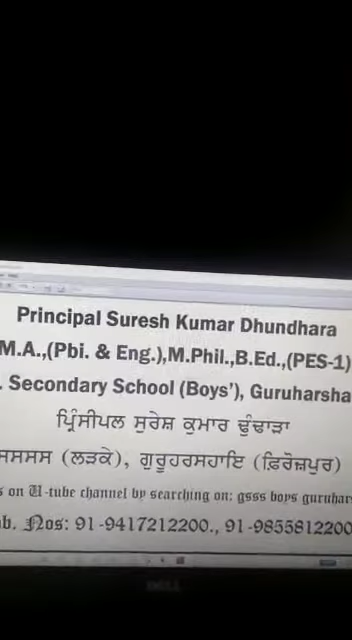 Principal Suresh Kumar Dhundhara
M.A.,(Pbi. & Eng.),M.Phil.,B.Ed.,(PES-1)
. Secondary School (Boys'), Guruharsha
ਪ੍ਰਿੰਸੀਪਲ ਸੁਰੇਸ਼ ਕੁਮਾਰ ਢੁੰਢਾੜਾ
ਸਸਸਸ (ਲੜਕੇ), ਗੁਰੂਹਰਸਹਾਇ (ਫ਼ਿਰੋਜ਼ਪੁਰ)
s on U-tube channel by searching on: gsss boys guruhar
b. Nos: 91-9417212200., 91-9855812200
DELL